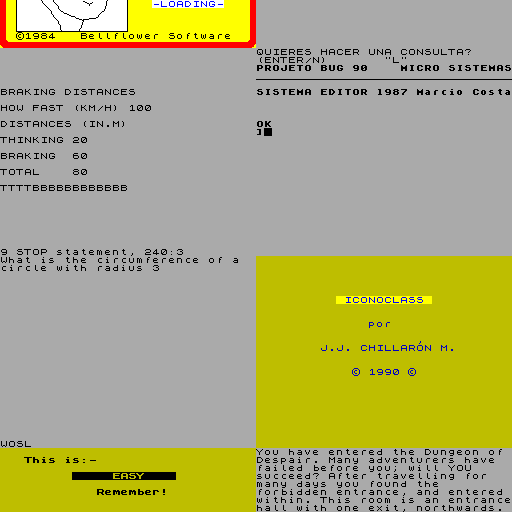 -LOADING-
©1984   Bellflower Software
QUIERES HACER UNA CONSULTA?
(ENTER/N)       "L"
PROJETO BUG 90    MICRO SISTEMAS
SISTEMA EDITOR 1987 Marcio Costa
OK
]
BRAKING DISTANCES
HOW FAST (KM/H) 100
DISTANCES (IN.M)
THINKING 20
BRAKING  60
TOTAL    80
TTTTBBBBBBBBBBBB
9 STOP statement, 240:3
What is the circumference of a
circle with radius 3
WOSL
ICONOCLASS
por
J.J. CHILLARÓN M.
© 1990 ©
This is:-
EASY
Remember!
You have entered the Dungeon of
Despair. Many adventurers have
failed before you; will YOU
succeed? After travelling for
many days you found the
forbidden entrance, and entered
within. This room is an entrance
hall with one exit, northwards.